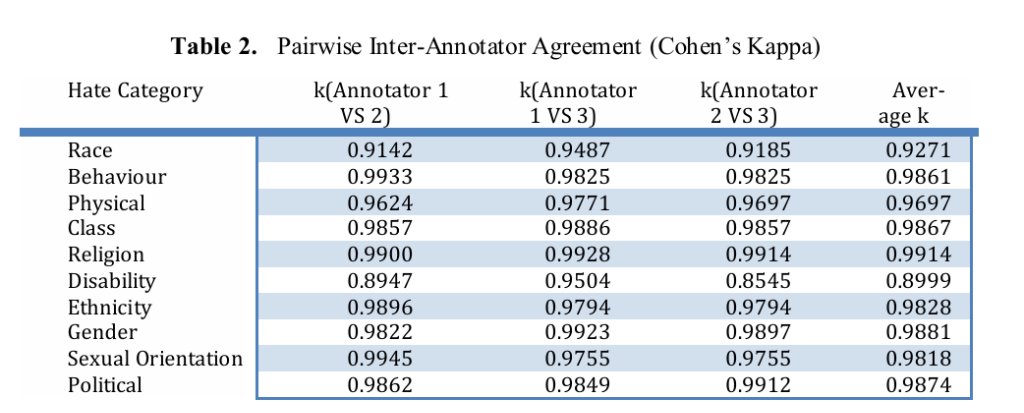 Table 2. Pairwise Inter-Annotator Agreement (Cohen's Kappa)
Hate Category k(Annotator 1 k(Annotator k(Annotator Aver-
VS 2) 1 VS 3) 2 VS 3) age k
Race 0.9142 0.9487 0.9185 0.9271
Behaviour 0.9933 0.9825 0.9825 0.9861
Physical 0.9624 0.9771 0.9697 0.9697
Class 0.9857 0.9886 0.9857 0.9867
Religion 0.9900 0.9928 0.9914 0.9914
Disability 0.8947 0.9504 0.8545 0.8999
Ethnicity 0.9896 0.9794 0.9794 0.9828
Gender 0.9822 0.9923 0.9897 0.9881
Sexual Orientation 0.9945 0.9755 0.9755 0.9818
Political 0.9862 0.9849 0.9912 0.9874